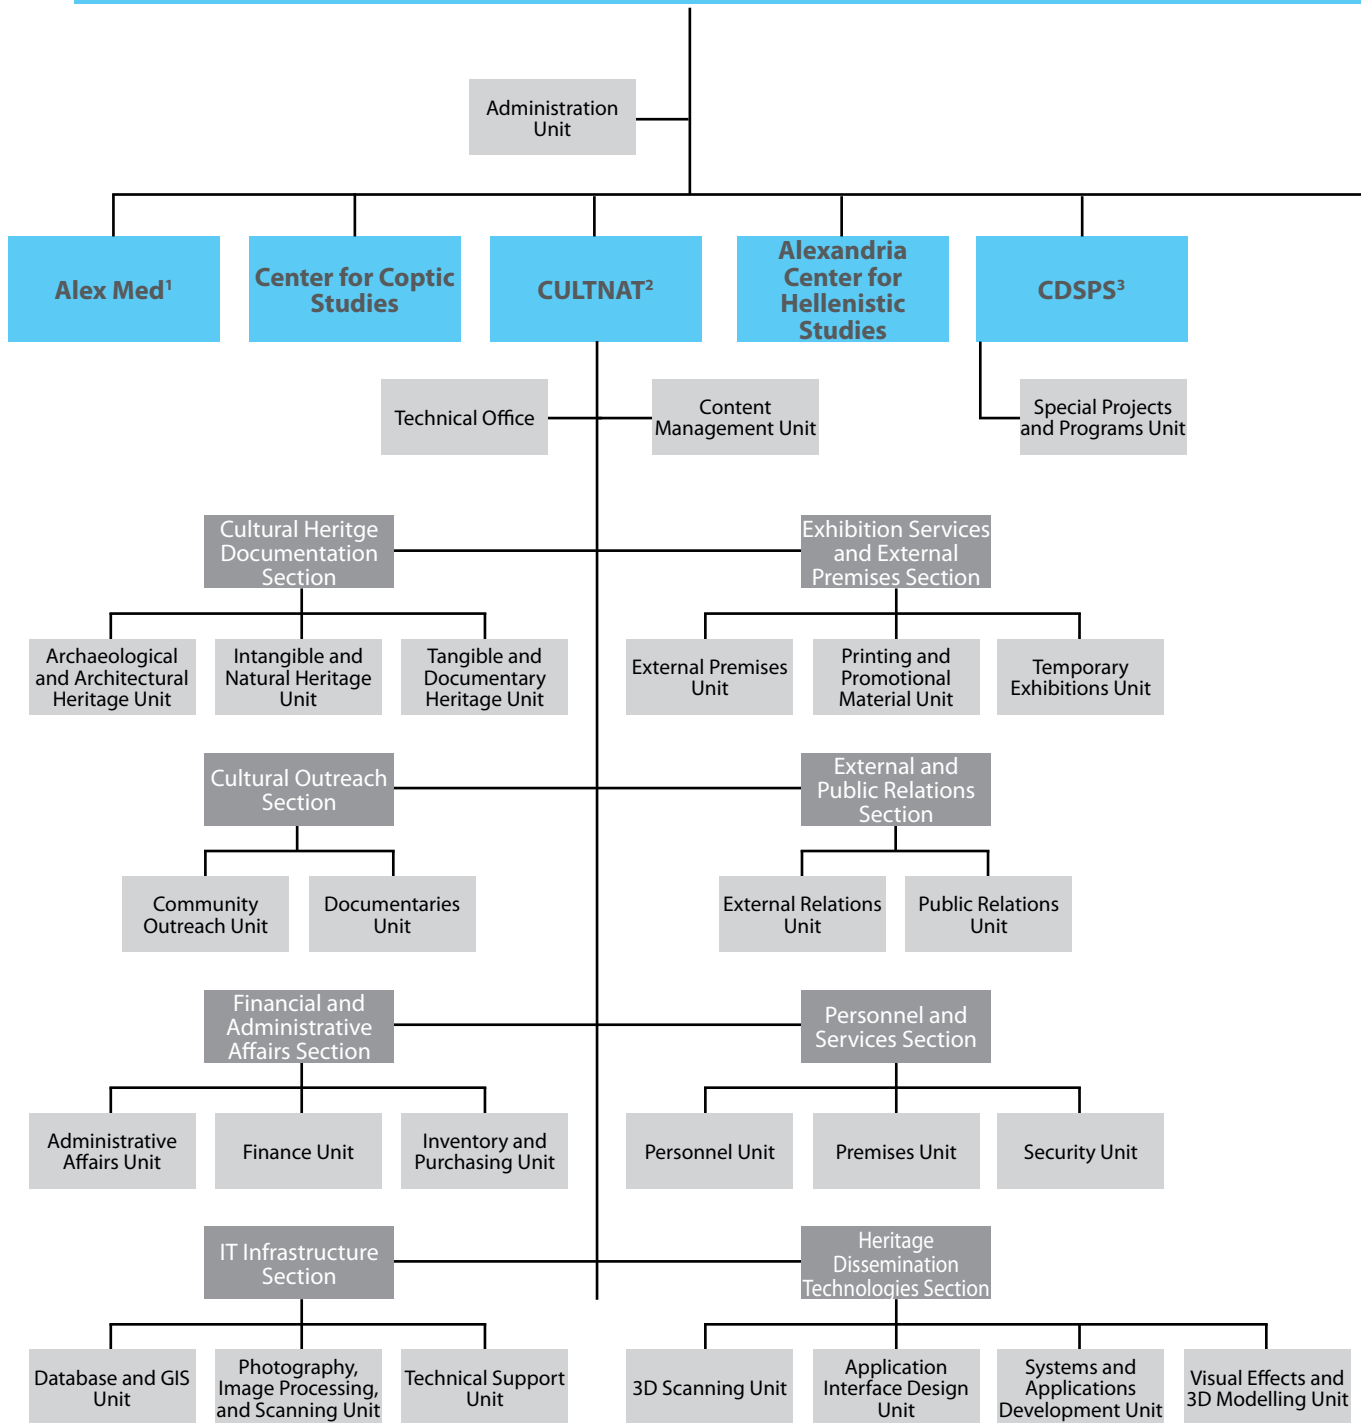 Administration
Unit
Alex Med¹
Center for Coptic
Studies
CULTNAT²
Alexandria
Center for
Hellenistic
Studies
CDSPS³
Technical Office
Content
Management Unit
Special Projects
and Programs Unit
Cultural Heritge
Documentation
Section
Exhibition Services
and External
Premises Section
Archaeological
and Architectural
Heritage Unit
Intangible and
Natural Heritage
Unit
Tangible and
Documentary
Heritage Unit
External Premises
Unit
Printing and
Promotional
Material Unit
Temporary
Exhibitions Unit
Cultural Outreach
Section
External and
Public Relations
Section
Community
Outreach Unit
Documentaries
Unit
External Relations
Unit
Public Relations
Unit
Financial and
Administrative
Affairs Section
Personnel and
Services Section
Administrative
Affairs Unit
Finance Unit
Inventory and
Purchasing Unit
Personnel Unit
Premises Unit
Security Unit
IT Infrastructure
Section
Heritage
Dissemination
Technologies Section
Database and GIS
Unit
Photography,
Image Processing,
and Scanning Unit
Technical Support
Unit
3D Scanning Unit
Application
Interface Design
Unit
Systems and
Applications
Development Unit
Visual Effects and
3D Modelling Unit